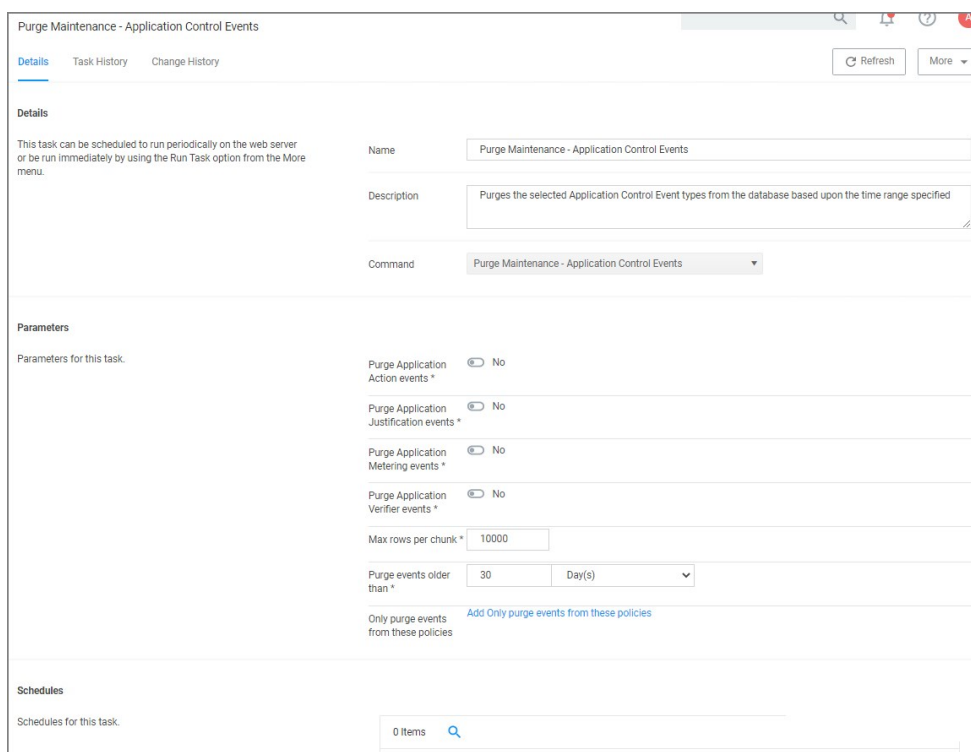 Purge Maintenance - Application Control Events
A
Details Task History Change History
Refresh
More
Details
This task can be scheduled to run periodically on the web server
or be run immediately by using the Run Task option from the More
menu.
Name
Purge Maintenance - Application Control Events
Description
Purges the selected Application Control Event types from the database based upon the time range specified
Command
Purge Maintenance - Application Control Events
Parameters
Parameters for this task.
Purge Application
Action events *
No
Purge Application
Justification events *
No
Purge Application
Metering events *
No
Purge Application
Verifier events *
No
Max rows per chunk *
10000
Purge events older
than *
30
Day(s)
Only purge events
from these policies
Add Only purge events from these policies
Schedules
Schedules for this task.
0 Items